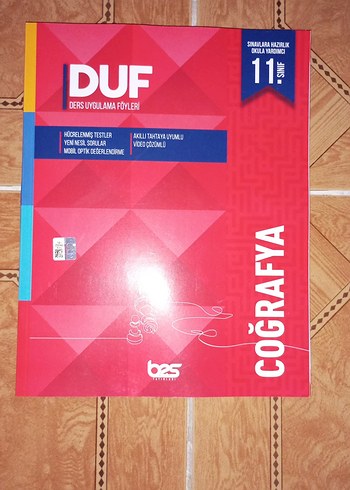 SINAVLARA HAZIRLIK
OKULA YARDIMCI
11. SINIF
DUF
DERS UYGULAMA FÖYLERİ
HÜCRELENMİŞ TESTLER
YENİ NESİL SORULAR
MOBİL OPTİK DEĞERLENDİRME
AKILLI TAHTAYA UYUMLU
VİDEO ÇÖZÜMLÜ
COĞRAFYA
bes
YAYINLARI